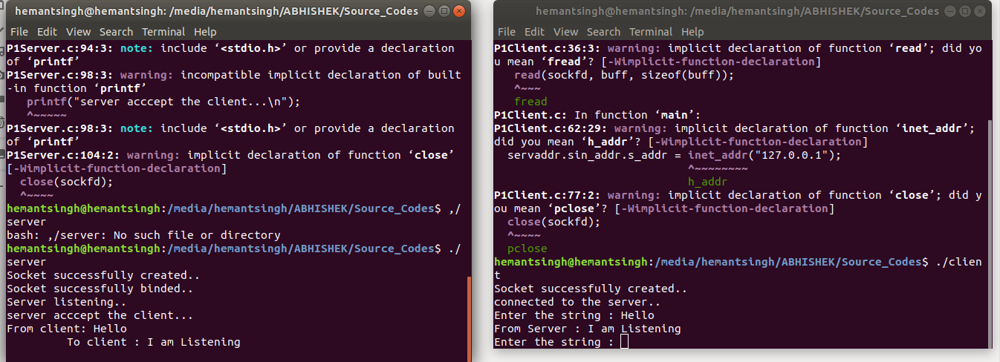 hemantsingh@hemantsingh: /media/hemantsingh/ABHISHEK/Source_Codes
File Edit View Search Terminal Help
P1Server.c:94:3: note: include ‘<stdio.h>’ or provide a declaration
of ‘printf’
P1Server.c:98:3: warning: incompatible implicit declaration of built
-in function ‘printf’
   printf("server acccept the client...\n");
   ^~~~~~
P1Server.c:98:3: note: include ‘<stdio.h>’ or provide a declaration
of ‘printf’
P1Server.c:104:2: warning: implicit declaration of function ‘close’
[-Wimplicit-function-declaration]
  close(sockfd);
  ^~~~~
hemantsingh@hemantsingh:/media/hemantsingh/ABHISHEK/Source_Codes$ ,/
server
bash: ,/server: No such file or directory
hemantsingh@hemantsingh:/media/hemantsingh/ABHISHEK/Source_Codes$ ./
server
Socket successfully created..
Socket successfully binded..
Server listening..
server acccept the client...
From client: Hello
         To client : I am Listening
hemantsingh@hemantsingh: /media/hemantsingh/ABHISHEK/Source_Codes
File Edit View Search Terminal Help
P1Client.c:36:3: warning: implicit declaration of function ‘read’; did yo
u mean ‘fread’? [-Wimplicit-function-declaration]
   read(sockfd, buff, sizeof(buff));
   ^~~~
   fread
P1Client.c: In function ‘main’:
P1Client.c:62:29: warning: implicit declaration of function ‘inet_addr’;
did you mean ‘h_addr’? [-Wimplicit-function-declaration]
  servaddr.sin_addr.s_addr = inet_addr("127.0.0.1");
                             ^~~~~~~~~
                             h_addr
P1Client.c:77:2: warning: implicit declaration of function ‘close’; did y
ou mean ‘pclose’? [-Wimplicit-function-declaration]
  close(sockfd);
  ^~~~~
  pclose
hemantsingh@hemantsingh:/media/hemantsingh/ABHISHEK/Source_Codes$ ./clien
t
Socket successfully created..
connected to the server..
Enter the string : Hello
From Server : I am Listening
Enter the string :